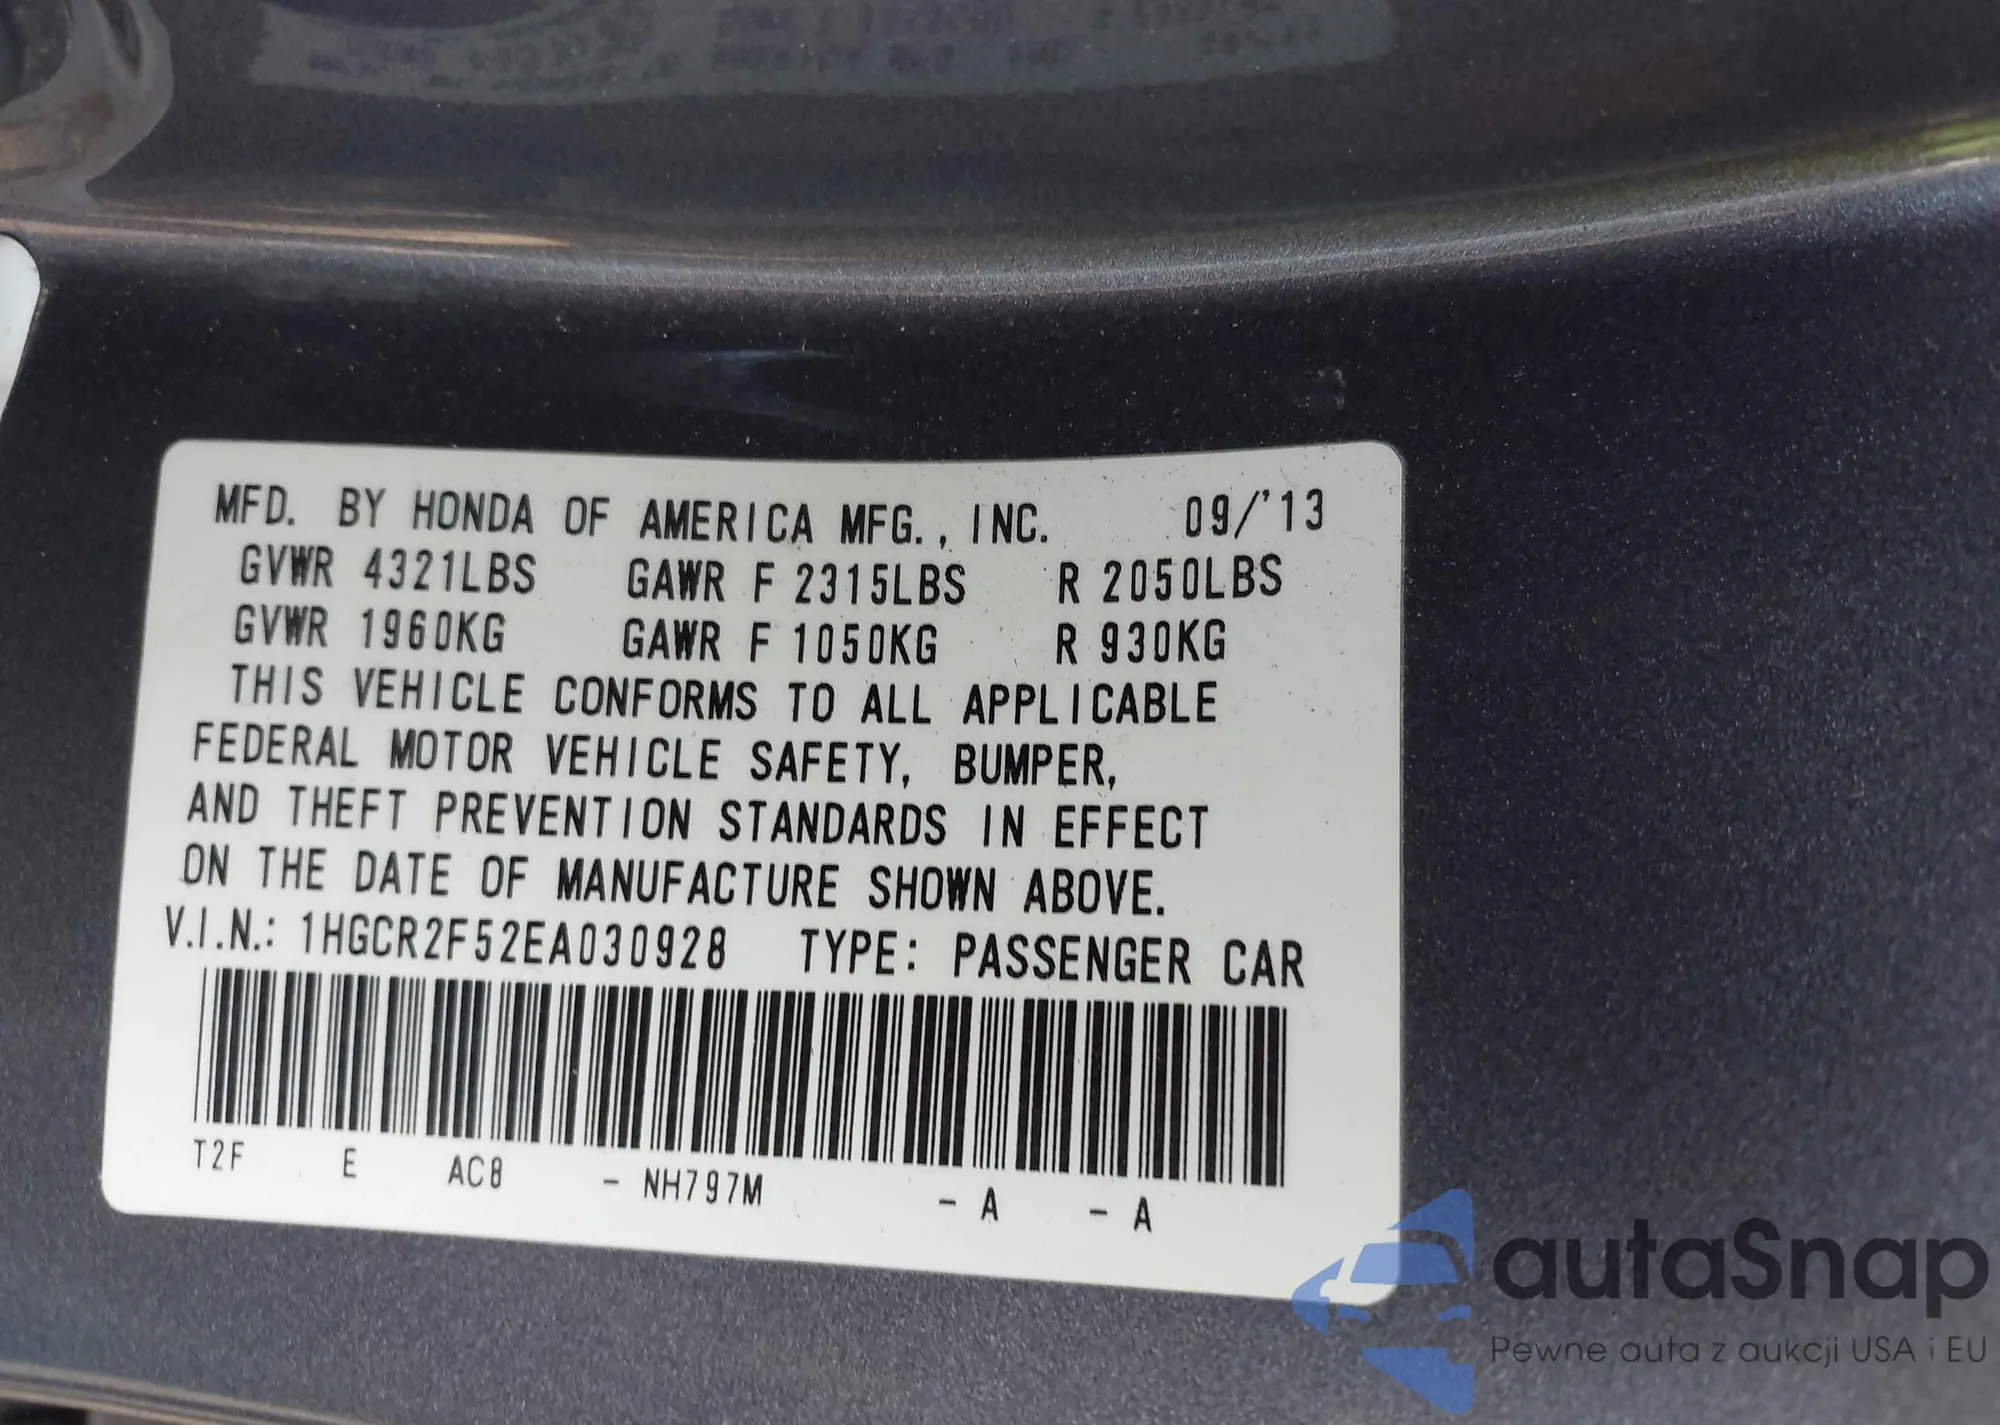 MFD. BY HONDA OF AMERICA MFG., INC. 09/'13
GVWR 4321LBS GAWR F 2315LBS R 2050LBS
GVWR 1960KG GAWR F 1050KG R 930KG
THIS VEHICLE CONFORMS TO ALL APPLICABLE
FEDERAL MOTOR VEHICLE SAFETY, BUMPER,
AND THEFT PREVENTION STANDARDS IN EFFECT
ON THE DATE OF MANUFACTURE SHOWN ABOVE.
V.I.N.: 1HGCR2F52EA030928 TYPE: PASSENGER CAR
T2F E AC8 - NH797M - A - A
autaSnap
Pewne auta z aukcji USA i EU